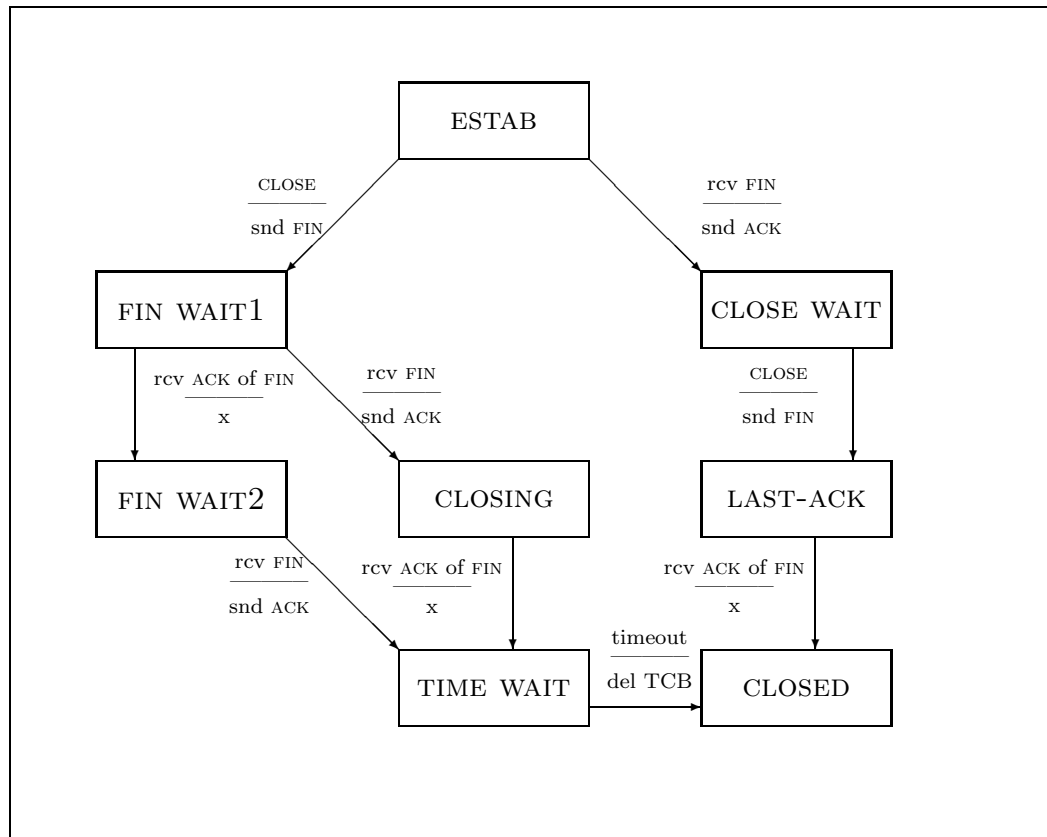 ESTAB
CLOSE
snd FIN
rcv FIN
snd ACK
FIN WAIT1
CLOSE WAIT
rcv ACK of FIN
x
rcv FIN
snd ACK
CLOSE
snd FIN
FIN WAIT2
CLOSING
LAST-ACK
rcv FIN
snd ACK
rcv ACK of FIN
x
rcv ACK of FIN
x
timeout
del TCB
TIME WAIT
CLOSED